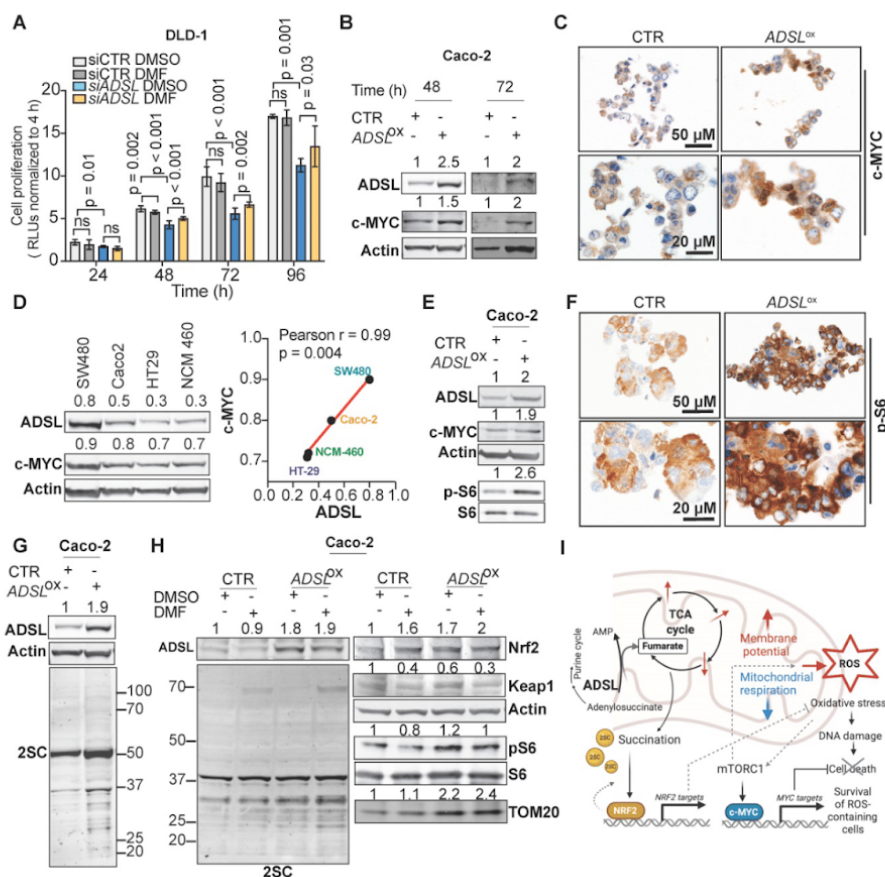 A
DLD-1
siCTR DMSO
siCTR DMF
siADSL DMSO
siADSL DMF
Cell proliferation
( RLUs normalized to 4 h)
20
15
10
5
0
p = 0.01
ns
ns
p = 0.002
p < 0.001
p < 0.001
ns
p < 0.001
p = 0.002
ns
p = 0.001
p = 0.03
24
48
72
96
Time (h)
B
Caco-2
Time (h) 48 72
CTR + - + -
ADSLox - + - +
1 2.5 1 2
ADSL
1 1.5 1 2
c-MYC
Actin
C
CTR
ADSLox
50 µM
20 µM
c-MYC
D
SW480
Caco2
HT29
NCM 460
0.8 0.5 0.3 0.3
ADSL
0.9 0.8 0.7 0.7
c-MYC
Actin
Pearson r = 0.99
p = 0.004
c-MYC
1.0
0.9
0.8
0.7
SW480
Caco-2
NCM-460
HT-29
0.0 0.2 0.4 0.6 0.8 1.0
ADSL
E
Caco-2
CTR + -
ADSLox - +
1 2
ADSL
1 1.9
c-MYC
Actin
1 2.6
p-S6
S6
F
CTR
ADSLox
50 µM
20 µM
p-S6
G
Caco-2
CTR + -
ADSLox - +
1 1.9
ADSL
Actin
100
70
2SC
50
37
25
20
H
Caco-2
CTR ADSLox CTR ADSLox
DMSO + - + - + - + -
DMF - + - + - + - +
1 0.9 1.8 1.9
ADSL
70
50
37
25
20
2SC
1 1.6 1.7 2
Nrf2
1 0.4 0.6 0.3
Keap1
Actin
1 0.8 1.2 1
pS6
S6
1 1.1 2.2 2.4
TOM20
I
TCA
cycle
Fumarate
AMP
Purine cycle
ADSL
Adenylosuccinate
Membrane
potential
Mitochondrial
respiration
ROS
Oxidative stress
DNA damage
Cell death
Survival
of ROS-
containing
cells
2SC
2SC
2SC
Succination
mTORC1
NRF2
NRF2 targets
c-MYC
MYC targets